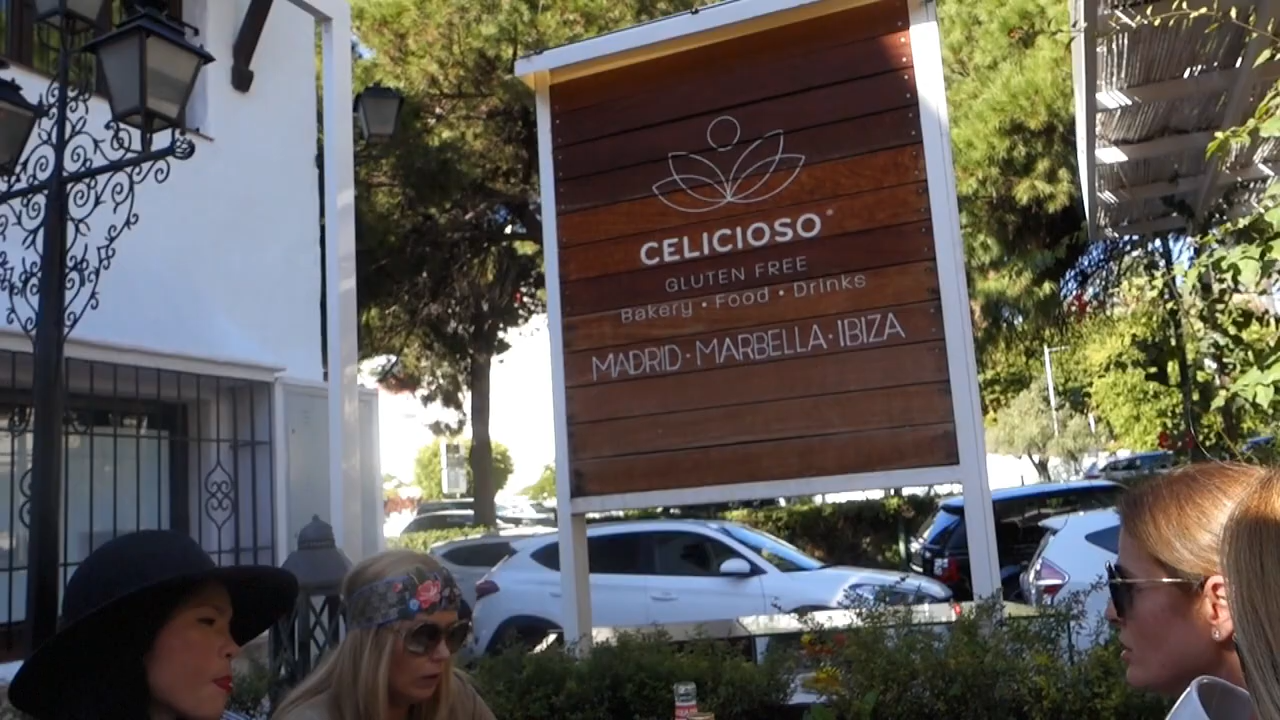 CELICIOSO
GLUTEN FREE
Bakery • Food • Drinks
MADRID · MARBELLA · IBIZA